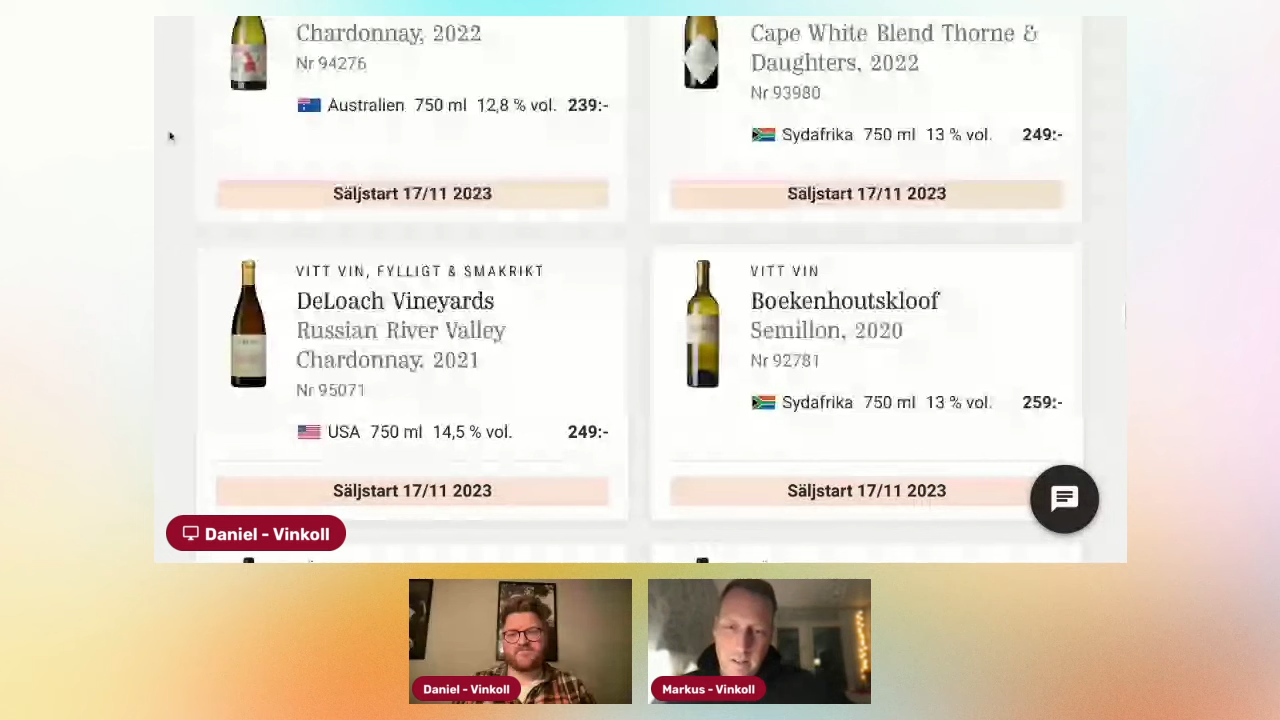 Chardonnay, 2022
Nr 94276
Australien 750 ml 12,8 % vol. 239:-
Säljstart 17/11 2023
Cape White Blend Thorne &
Daughters, 2022
Nr 93980
Sydafrika 750 ml 13 % vol. 249:-
Säljstart 17/11 2023
VITT VIN, FYLLIGT & SMAKRIKT
DeLoach Vineyards
Russian River Valley
Chardonnay, 2021
Nr 95071
USA 750 ml 14,5 % vol. 249:-
Säljstart 17/11 2023
VITT VIN
Boekenhoutskloof
Semillon, 2020
Nr 92781
Sydafrika 750 ml 13 % vol. 259:-
Säljstart 17/11 2023
Daniel - Vinkoll
Daniel - Vinkoll
Markus - Vinkoll